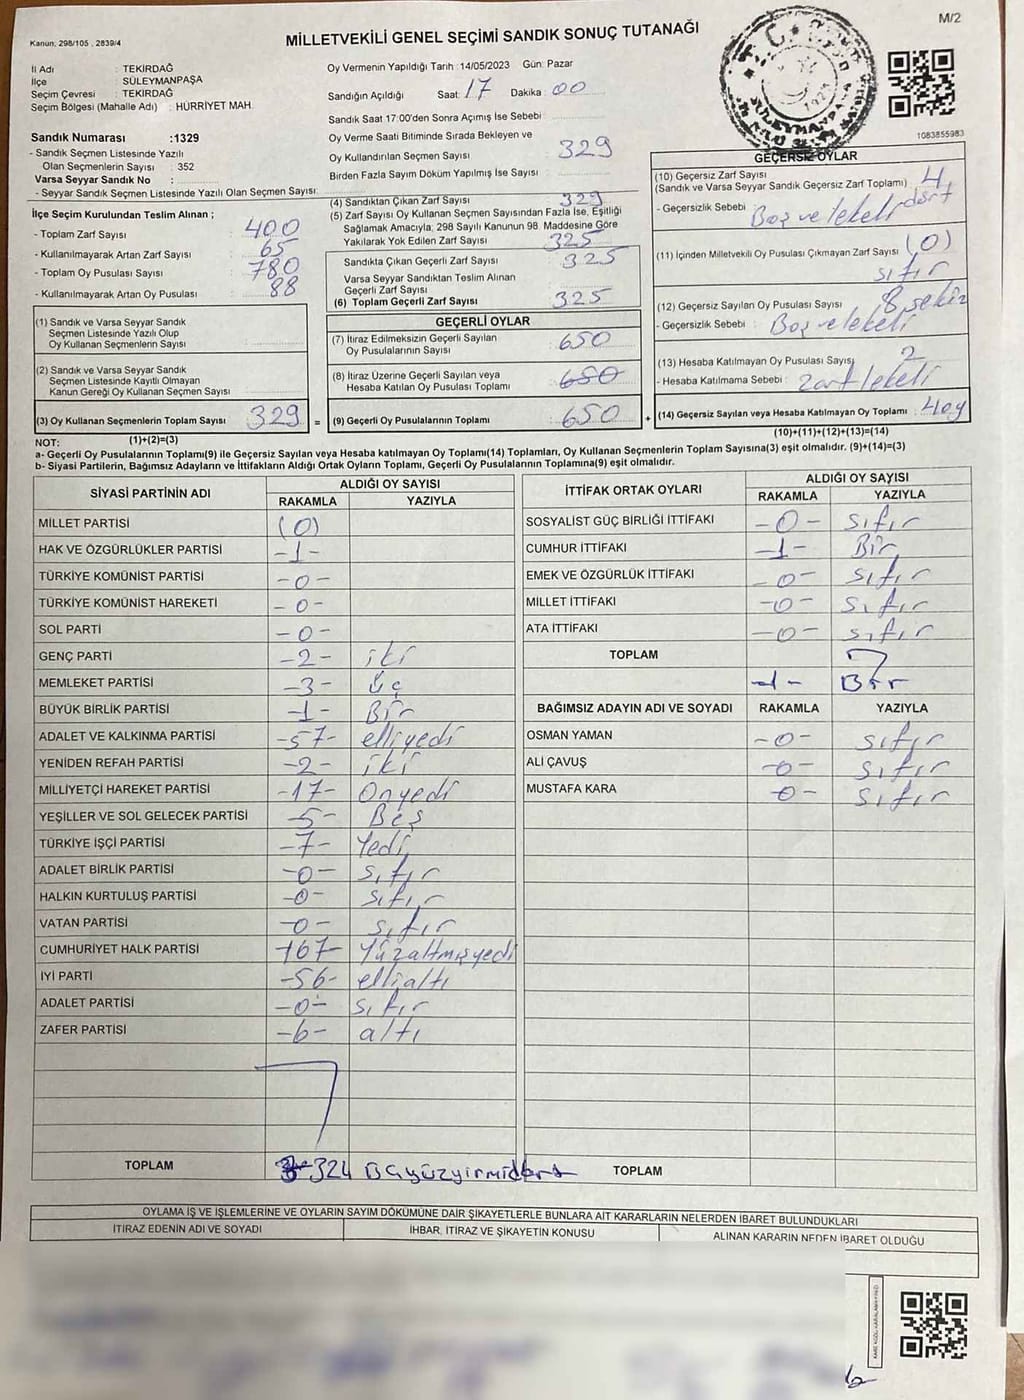 M/2
Kanun; 298/105 , 2839/4
MİLLETVEKİLİ GENEL SEÇİMİ SANDIK SONUÇ TUTANAĞI
İl Adı : TEKİRDAĞ
İlçe : SÜLEYMANPAŞA
Seçim Çevresi : TEKİRDAĞ
Seçim Bölgesi (Mahalle Adı) : HÜRRİYET MAH.
Sandık Numarası :1329
- Sandık Seçmen Listesinde Yazılı
Olan Seçmenlerin Sayısı : 352
Varsa Seyyar Sandık No :
- Seyyar Sandık Seçmen Listesinde Yazılı Olan Seçmen Sayısı:
Oy Vermenin Yapıldığı Tarih :14/05/2023 Gün: Pazar
Sandığın Açıldığı Saat: 17 Dakika: 00
Sandık Saat 17:00'den Sonra Açımış İse Sebebi
Oy Verme Saati Bitiminde Sırada Bekleyen ve
Oy Kullandırılan Seçmen Sayısı 329
Birden Fazla Sayım Döküm Yapılmış İse Sayısı :
T.C.
SÜLEYMANPAŞA
1083855983
İlçe Seçim Kurulundan Teslim Alınan ;
- Toplam Zarf Sayısı : 400
- Kullanılmayarak Artan Zarf Sayısı : 65
- Toplam Oy Pusulası Sayısı : 780
- Kullanılmayarak Artan Oy Pusulası : 88
(1) Sandık ve Varsa Seyyar Sandık
Seçmen Listesinde Yazılı Olup
Oy Kullanan Seçmenlerin Sayısı
(2) Sandık ve Varsa Seyyar Sandık
Seçmen Listesinde Kayıtlı Olmayan
Kanun Gereği Oy Kullanan Seçmen Sayısı
(3) Oy Kullanan Seçmenlerin Toplam Sayısı 329 =
(1)+(2)=(3)
(4) Sandıktan Çıkan Zarf Sayısı 329
(5) Zarf Sayısı Oy Kullanan Seçmen Sayısından Fazla İse, Eşitliği
Sağlamak Amacıyla; 298 Sayılı Kanunun 98. Maddesine Göre
Yakılarak Yok Edilen Zarf Sayısı 325
Sandıkta Çıkan Geçerli Zarf Sayısı : 325
Varsa Seyyar Sandıktan Teslim Alınan
Geçerli Zarf Sayısı :
(6) Toplam Geçerli Zarf Sayısı : 325
GEÇERLİ OYLAR
(7) İtiraz Edilmeksizin Geçerli Sayılan
Oy Pusulalarının Sayısı : 650
(8) İtiraz Üzerine Geçerli Sayılan veya
Hesaba Katılan Oy Pusulası Toplamı : 650
(9) Geçerli Oy Pusulalarının Toplamı : 650 +
GEÇERSİZ OYLAR
(10) Geçersiz Zarf Sayısı
(Sandık ve Varsa Seyyar Sandık Geçersiz Zarf Toplamı) : 4 dört
- Geçersizlik Sebebi : Boş ve lekeli
(11) İçinden Milletvekili Oy Pusulası Çıkmayan Zarf Sayısı : (0)
sıfır
(12) Geçersiz Sayılan Oy Pusulası Sayısı : 8 sekiz
- Geçersizlik Sebebi : Boş ve lekeli
(13) Hesaba Katılmayan Oy Pusulası Sayısı: 2
- Hesaba Katılmama Sebebi : zarf lekeli
(14) Geçersiz Sayılan veya Hesaba Katılmayan Oy Toplamı : 4 oy
(10)+(11)+(12)+(13)=(14)
NOT:
a- Geçerli Oy Pusulalarının Toplamı(9) ile Geçersiz Sayılan veya Hesaba Katılmayan Oy Toplamı(14) Toplamları, Oy Kullanan Seçmenlerin Toplam Sayısına(3) eşit olmalıdır. (9)+(14)=(3)
b- Siyasi Partilerin, Bağımsız Adayların ve İttifakların Aldığı Ortak Oyların Toplamı, Geçerli Oy Pusulalarının Toplamına(9) eşit olmalıdır.
SİYASİ PARTİNİN ADI ALDIĞI OY SAYISI
RAKAMLA YAZIYLA
MİLLET PARTİSİ (0)
HAK VE ÖZGÜRLÜKLER PARTİSİ -1-
TÜRKİYE KOMÜNİST PARTİSİ -0-
TÜRKİYE KOMÜNİST HAREKETİ -0-
SOL PARTİ -0-
GENÇ PARTİ -2- iki
MEMLEKET PARTİSİ -3- Üç
BÜYÜK BİRLİK PARTİSİ -1- Bir
ADALET VE KALKINMA PARTİSİ -57- elliyedi
YENİDEN REFAH PARTİSİ -2- iki
MİLLİYETÇİ HAREKET PARTİSİ -17- Onyedi
YEŞİLLER VE SOL GELECEK PARTİSİ -5- Beş
TÜRKİYE İŞÇİ PARTİSİ -7- Yedi
ADALET BİRLİK PARTİSİ -0- sıfır
HALKIN KURTULUŞ PARTİSİ -0- sıfır
VATAN PARTİSİ -0- sıfır
CUMHURİYET HALK PARTİSİ 167- Yüzaltmışyedi
İYİ PARTİ -56- ellialtı
ADALET PARTİSİ -0- sıfır
ZAFER PARTİSİ -6- altı
TOPLAM 324 Üçyüzyirmidört
İTTİFAK ORTAK OYLARI ALDIĞI OY SAYISI
RAKAMLA YAZIYLA
SOSYALİST GÜÇ BİRLİĞİ İTTİFAKI -0- sıfır
CUMHUR İTTİFAKI -1- Bir
EMEK VE ÖZGÜRLÜK İTTİFAKI -0- sıfır
MİLLET İTTİFAKI -0- sıfır
ATA İTTİFAKI -0- sıfır
TOPLAM
-1- Bir
BAĞIMSIZ ADAYIN ADI VE SOYADI RAKAMLA YAZIYLA
OSMAN YAMAN -0- sıfır
ALİ ÇAVUŞ -0- sıfır
MUSTAFA KARA -0- sıfır
TOPLAM
OYLAMA İŞ VE İŞLEMLERİNE VE OYLARIN SAYIM DÖKÜMÜNE DAİR ŞİKAYETLERLE BUNLARA AİT KARARLARIN NELERDEN İBARET BULUNDUKLARI
İTİRAZ EDENİN ADI VE SOYADI İHBAR, İTİRAZ VE ŞİKAYETİN KONUSU ALINAN KARARIN NEDEN İBARET OLDUĞU